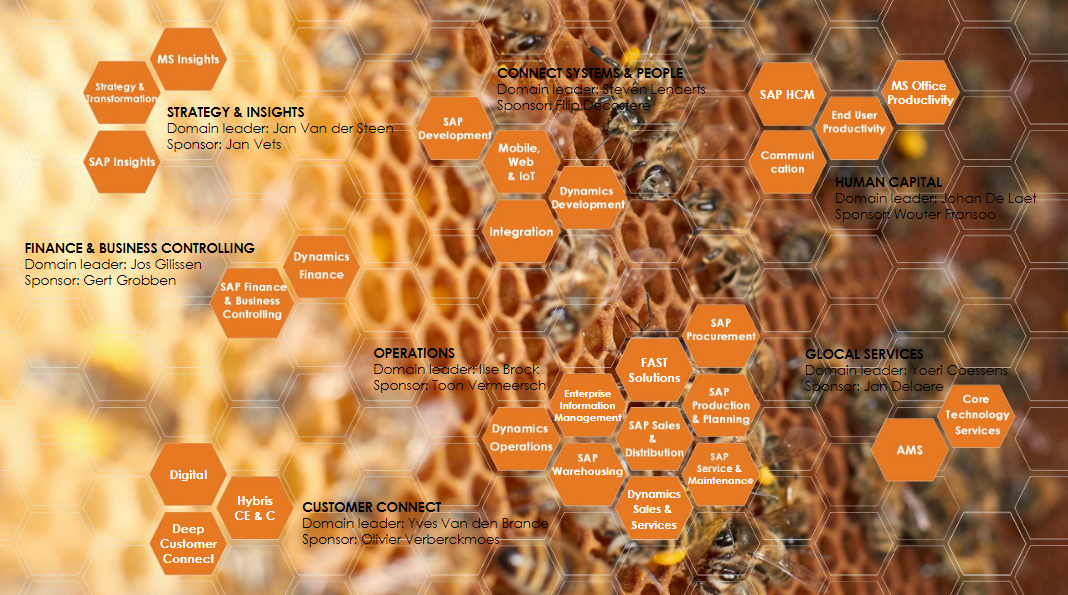 MS Insights
Strategy &
Transformation
SAP Insights
STRATEGY & INSIGHTS
Domain leader: Jan Van der Steen
Sponsor: Jan Vets
CONNECT SYSTEMS & PEOPLE
Domain leader: Steven Lenaerts
Sponsor: Filip Decostere
SAP
Development
Mobile,
Web
& IoT
Dynamics
Development
Integration
SAP HCM
MS Office
Productivity
End User
Productivity
Communi
cation
HUMAN CAPITAL
Domain leader: Johan De Laet
Sponsor: Wouter Fransoo
FINANCE & BUSINESS CONTROLLING
Domain leader: Jos Gilissen
Sponsor: Gert Grobben
Dynamics
Finance
SAP Finance
& Business
Controlling
OPERATIONS
Domain leader: Ilse Brock
Sponsor: Toon Vermeersch
SAP
Procurement
FAST
Solutions
Enterprise
Information
Management
SAP
Production
& Planning
Dynamics
Operations
SAP Sales
&
Distribution
SAP
Warehousing
SAP
Service &
Maintenance
Dynamics
Sales &
Services
GLOCAL SERVICES
Domain leader: Yoeri Coessens
Sponsor: Jan Delaere
Core
Technology
Services
AMS
Digital
Hybris
CE & C
Deep
Customer
Connect
CUSTOMER CONNECT
Domain leader: Yves Van den Brande
Sponsor: Olivier Verberckmoes